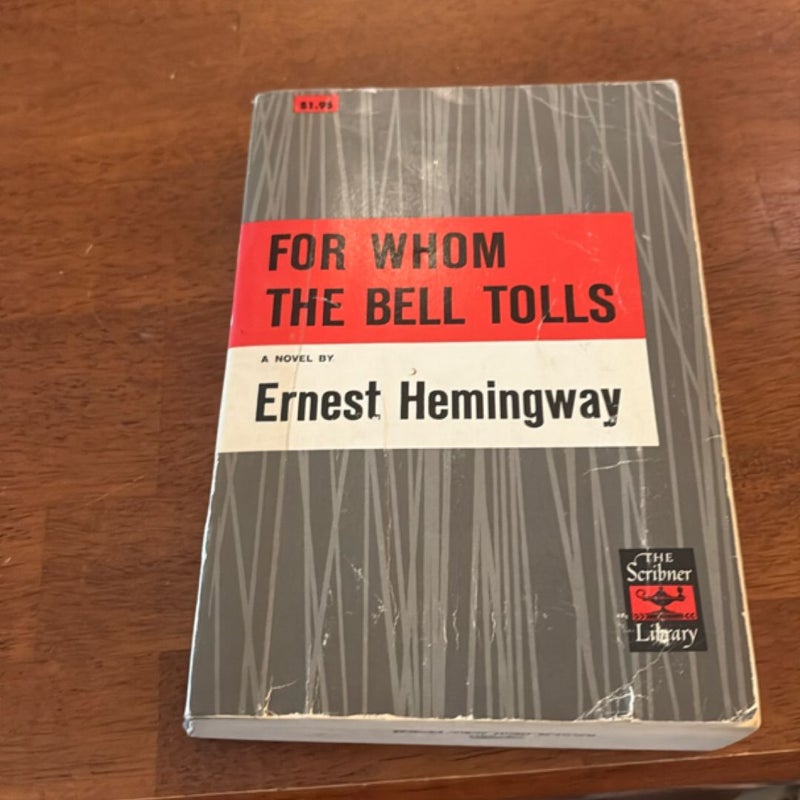 $1.95
FOR WHOM
THE BELL TOLLS
A NOVEL BY
Ernest Hemingway
THE
Scribner
Library